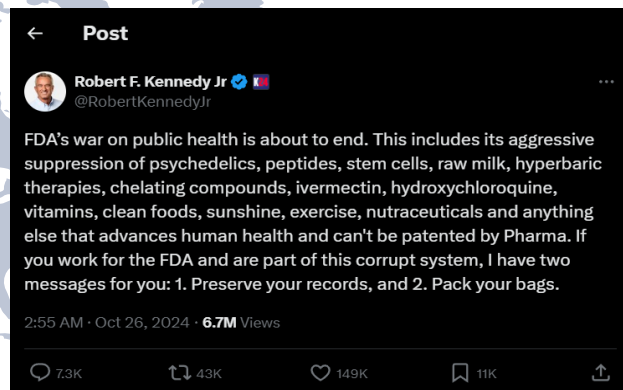 Post
Robert F. Kennedy Jr
@RobertKennedyJr
FDA's war on public health is about to end. This includes its aggressive
suppression of psychedelics, peptides, stem cells, raw milk, hyperbaric
therapies, chelating compounds, ivermectin, hydroxychloroquine,
vitamins, clean foods, sunshine, exercise, nutraceuticals and anything
else that advances human health and can't be patented by Pharma. If
you work for the FDA and are part of this corrupt system, I have two
messages for you: 1. Preserve your records, and 2. Pack your bags.
2:55 AM · Oct 26, 2024 · 6.7M Views
7.3K 43K 149K 11K